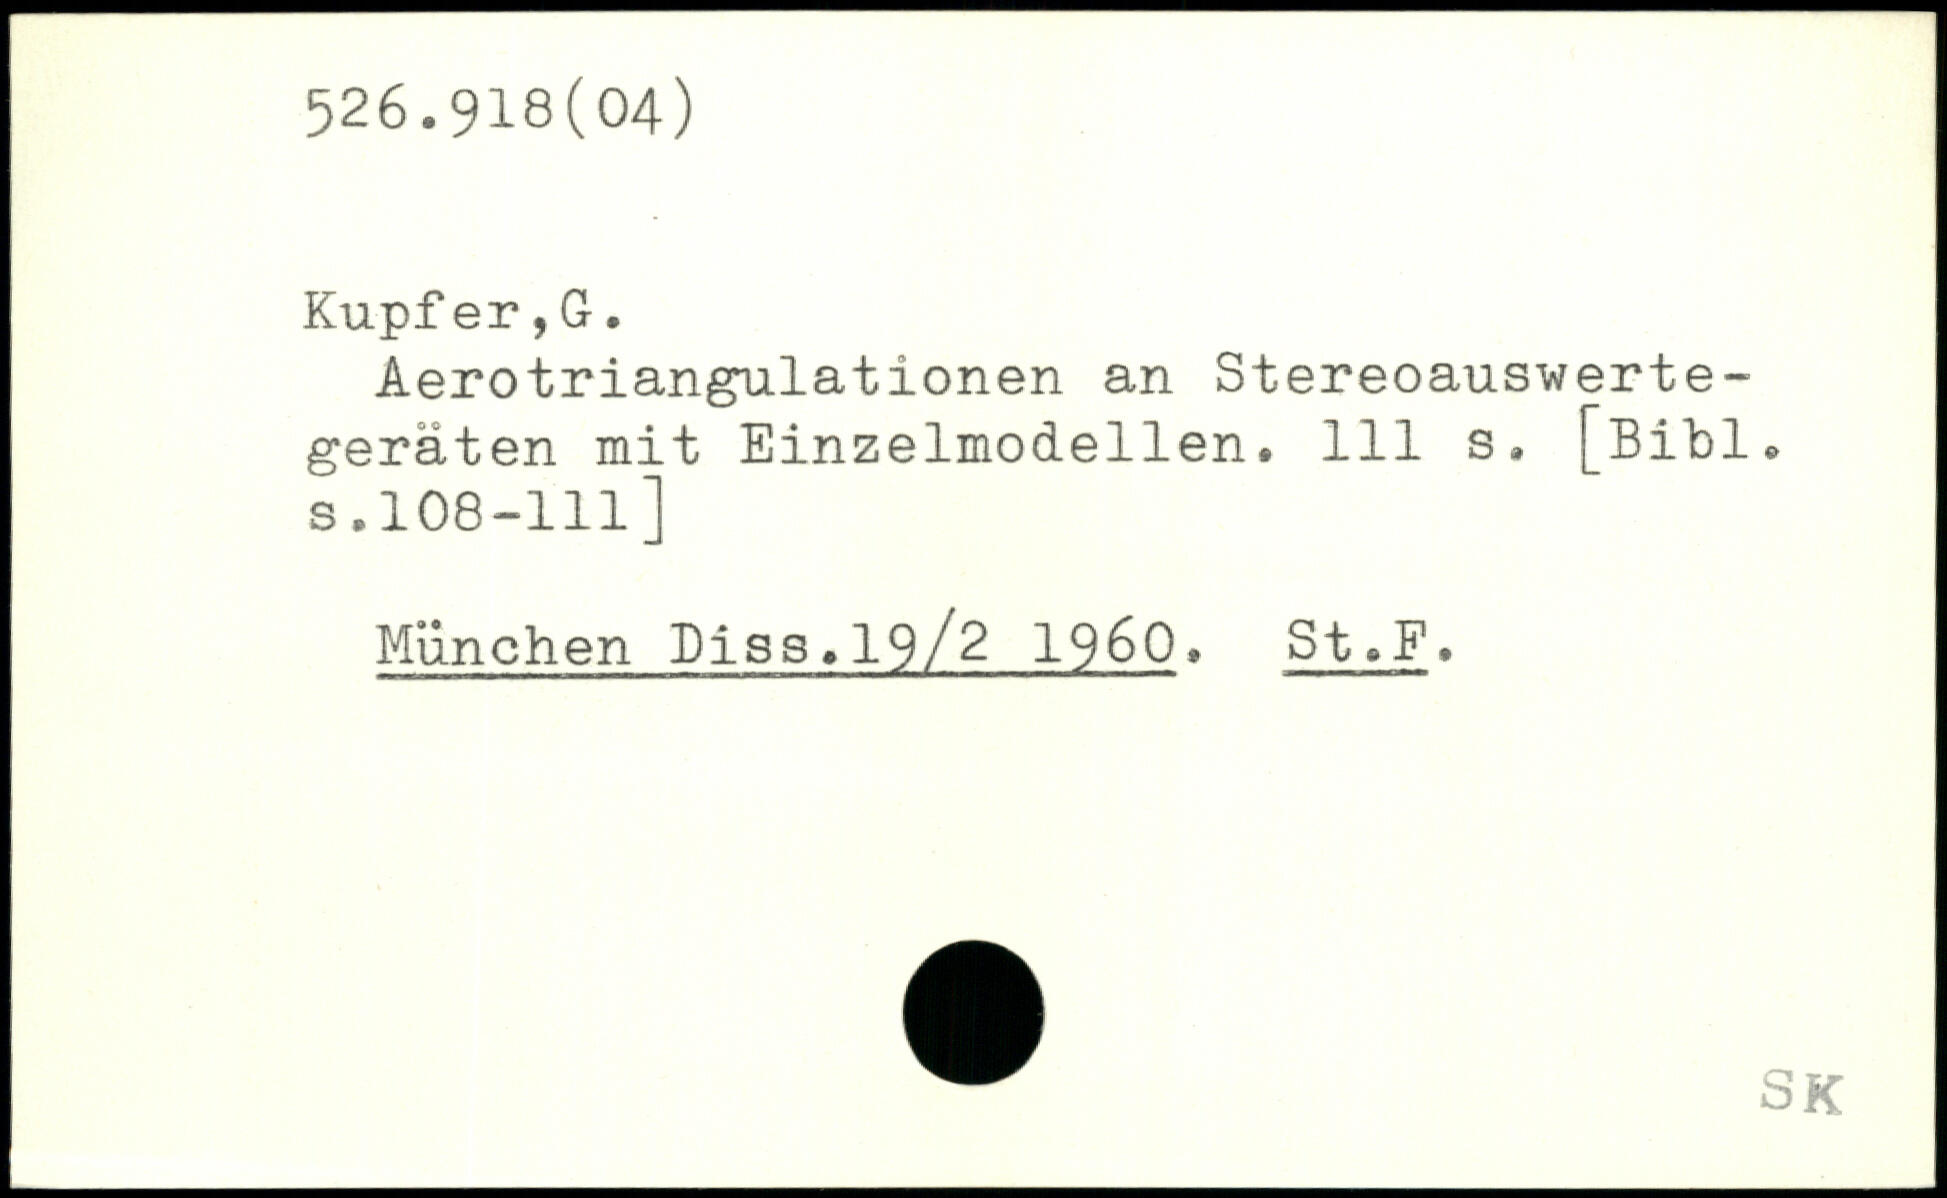 526.918(04)
Kupfer,G.
Aerotriangulationen an Stereoauswerte-
geräten mit Einzelmodellen. 111 s. [Bibl.
s.108-111]
München Diss.19/2 1960. St.F.
SK